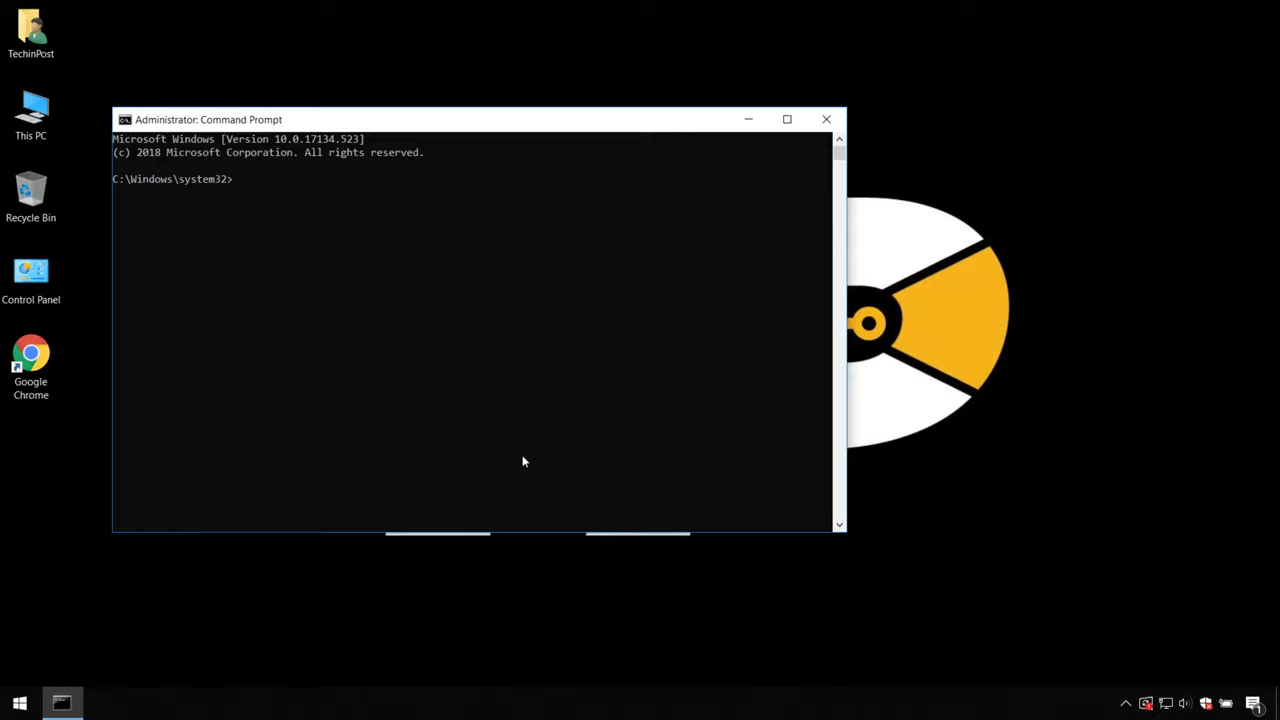 TechinPost
This PC
Recycle Bin
Control Panel
Google
Chrome
Administrator: Command Prompt
Microsoft Windows [Version 10.0.17134.523]
(c) 2018 Microsoft Corporation. All rights reserved.
C:\Windows\system32>
1